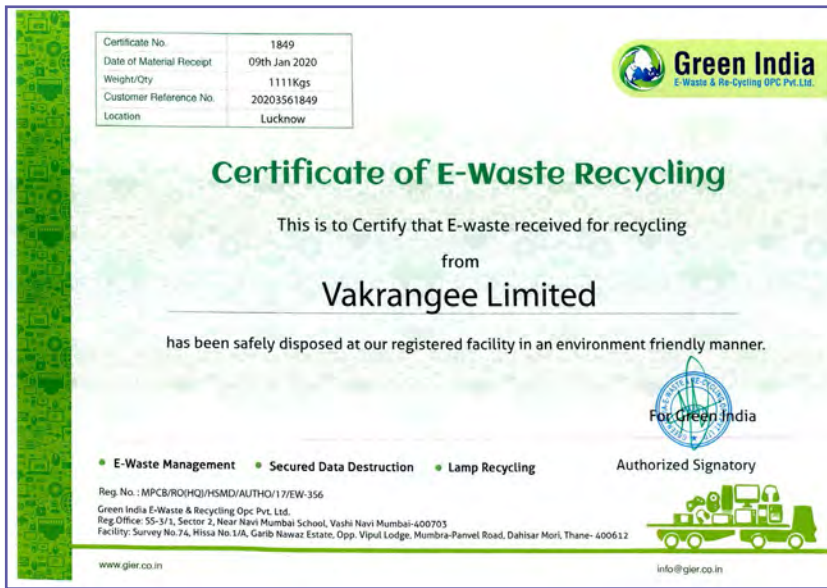 Certificate No. 1849
Date of Material Receipt 09th Jan 2020
Weight/Qty 1111Kgs
Customer Reference No. 20203561849
Location Lucknow
Green India
E-Waste & Re-Cycling OPC Pvt.Ltd.
Certificate of E-Waste Recycling
This is to Certify that E-waste received for recycling
from
Vakrangee Limited
has been safely disposed at our registered facility in an environment friendly manner.
For Green India
• E-Waste Management • Secured Data Destruction • Lamp Recycling
Authorized Signatory
Reg. No. : MPCB/RO(HQ)/HSMD/AUTHO/17/EW-356
Green India E-Waste & Recycling Opc Pvt. Ltd.
Reg.Office: SS-3/1, Sector 2, Near Navi Mumbai School, Vashi Navi Mumbai-400703
Facility: Survey No.74, Hissa No.1/A, Garib Nawaz Estate, Opp. Vipul Lodge, Mumbra-Panvel Road, Dahisar Mori, Thane- 400612
www.gier.co.in
info@gier.co.in